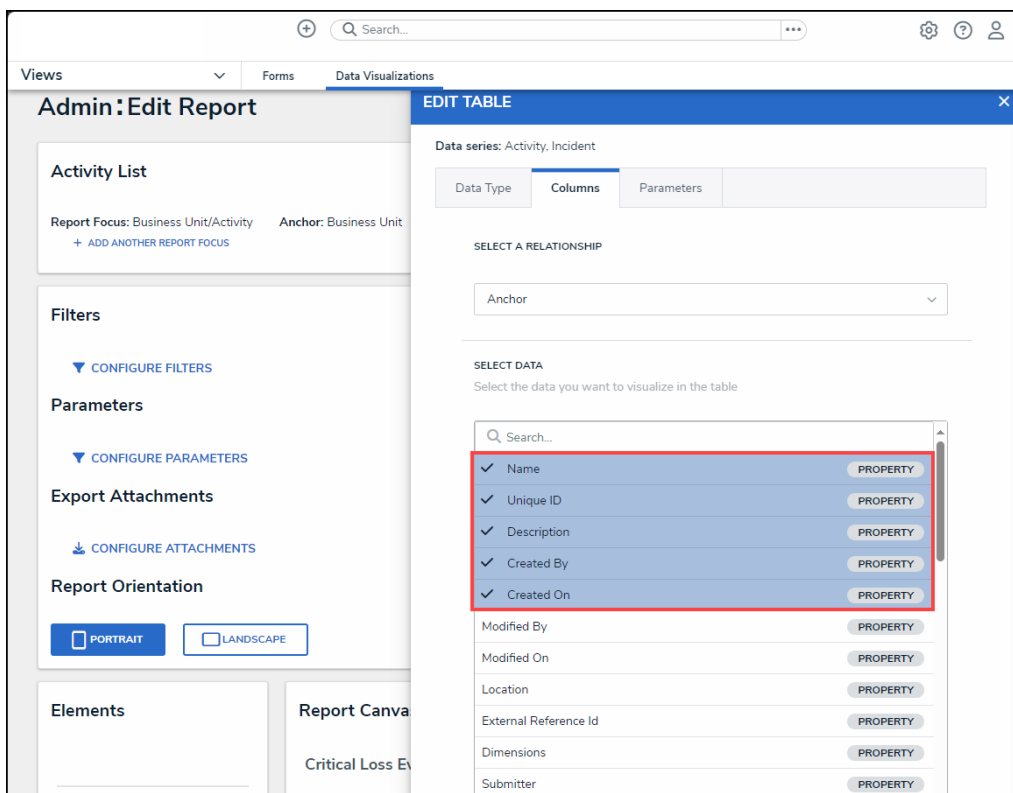 Search...
Views
Forms
Data Visualizations
Admin:Edit Report
Activity List
Report Focus: Business Unit/Activity Anchor: Business Unit
+ ADD ANOTHER REPORT FOCUS
Filters
CONFIGURE FILTERS
Parameters
CONFIGURE PARAMETERS
Export Attachments
CONFIGURE ATTACHMENTS
Report Orientation
PORTRAIT
LANDSCAPE
Elements
Report Canva
Critical Loss Ev
EDIT TABLE
Data series: Activity, Incident
Data Type
Columns
Parameters
SELECT A RELATIONSHIP
Anchor
SELECT DATA
Select the data you want to visualize in the table
Search...
Name PROPERTY
Unique ID PROPERTY
Description PROPERTY
Created By PROPERTY
Created On PROPERTY
Modified By PROPERTY
Modified On PROPERTY
Location PROPERTY
External Reference Id PROPERTY
Dimensions PROPERTY
Submitter PROPERTY